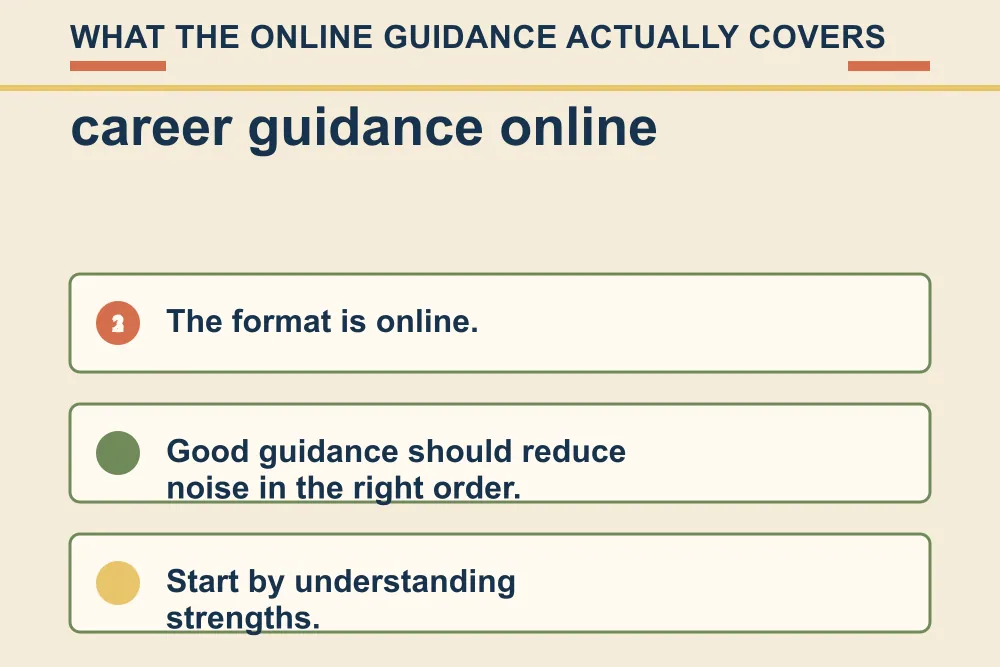 WHAT THE ONLINE GUIDANCE ACTUALLY COVERS
career guidance online
The format is online.
Good guidance should reduce
noise in the right order.
Start by understanding
strengths.